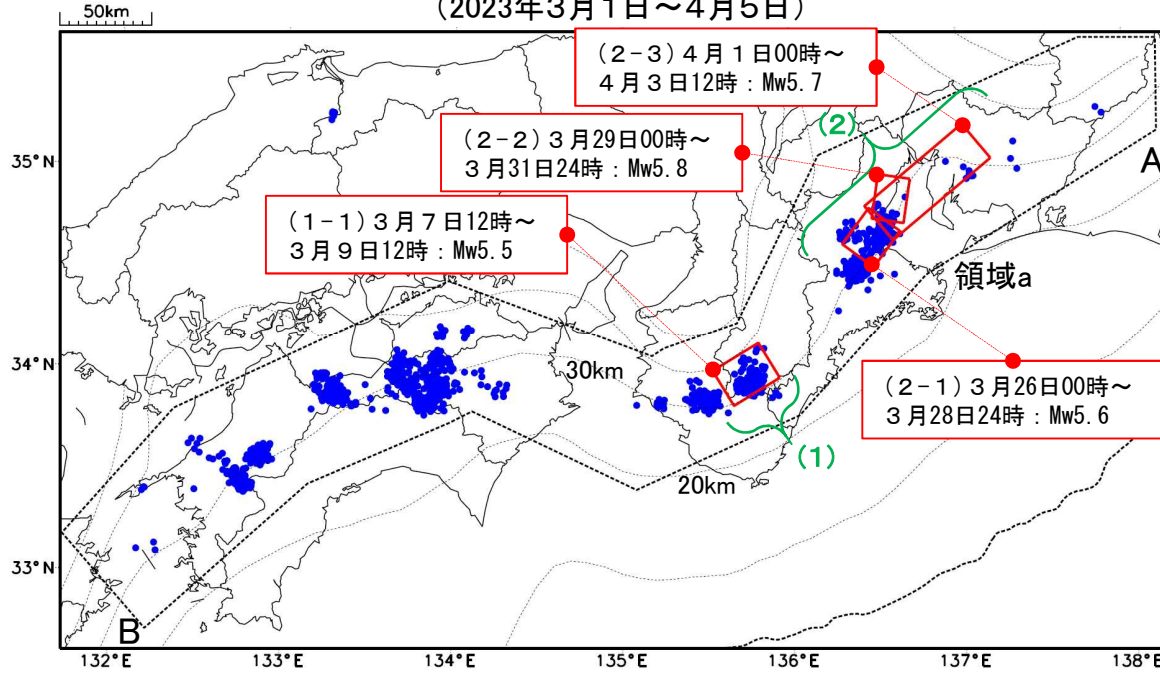 (2023年3月1日～4月5日)
50km
(2-3)4月1日00時～
4月3日12時:Mw5.7
(2)
(2-2)3月29日00時～
3月31日24時:Mw5.8
(1-1)3月7日12時～
3月9日12時:Mw5.5
35°N
A
領域a
34°N
30km
(2-1)3月26日00時～
3月28日24時:Mw5.6
(1)
20km
33°N
B
132°E
133°E
134°E
135°E
136°E
137°E
138°E